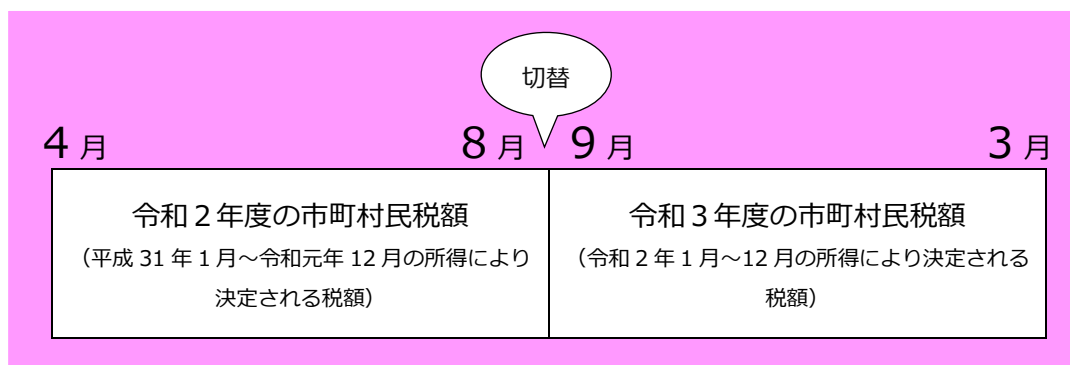 切替
4 月
8 月
9 月
3 月
令和２年度の市町村民税額
（平成 31 年 1 月～令和元年 12 月の所得により
決定される税額）
令和３年度の市町村民税額
（令和 2 年 1 月～12 月の所得により決定される
税額）